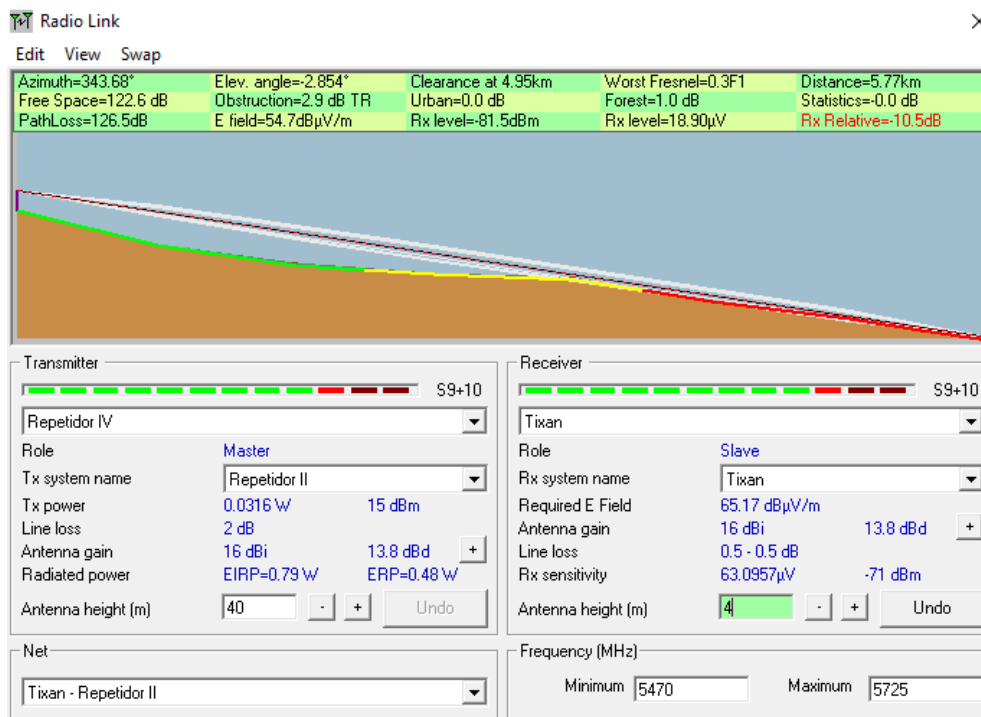 Radio Link
Edit View Swap
Azimuth=343.68° Elev. angle=-2.854° Clearance at 4.95km Worst Fresnel=0.3F1 Distance=5.77km
Free Space=122.6 dB Obstruction=2.9 dB TR Urban=0.0 dB Forest=1.0 dB Statistics=-0.0 dB
PathLoss=126.5dB E field=54.7dBµV/m Rx level=-81.5dBm Rx level=18.90µV Rx Relative=-10.5dB
Transmitter
S9+10
Repetidor IV
Role Master
Tx system name Repetidor II
Tx power 0.0316 W 15 dBm
Line loss 2 dB
Antenna gain 16 dBi 13.8 dBd +
Radiated power EIRP=0.79 W ERP=0.48 W
Antenna height (m) 40 - + Undo
Receiver
S9+10
Tixan
Role Slave
Rx system name Tixan
Required E Field 65.17 dBµV/m
Antenna gain 16 dBi 13.8 dBd +
Line loss 0.5 - 0.5 dB
Rx sensitivity 63.0957µV -71 dBm
Antenna height (m) 4 - + Undo
Net
Tixan - Repetidor II
Frequency (MHz)
Minimum 5470 Maximum 5725